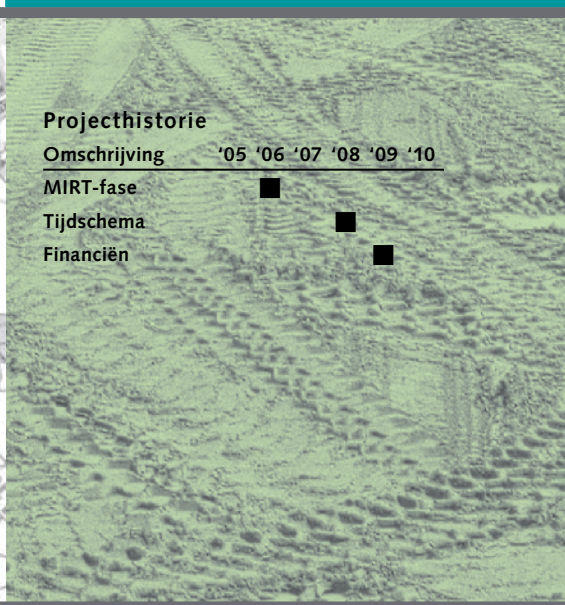 Projecthistorie
Omschrijving ‘05 ‘06 ‘07 ‘08 ‘09 ‘10
MIRT-fase ■
Tijdschema ■
Financiën ■